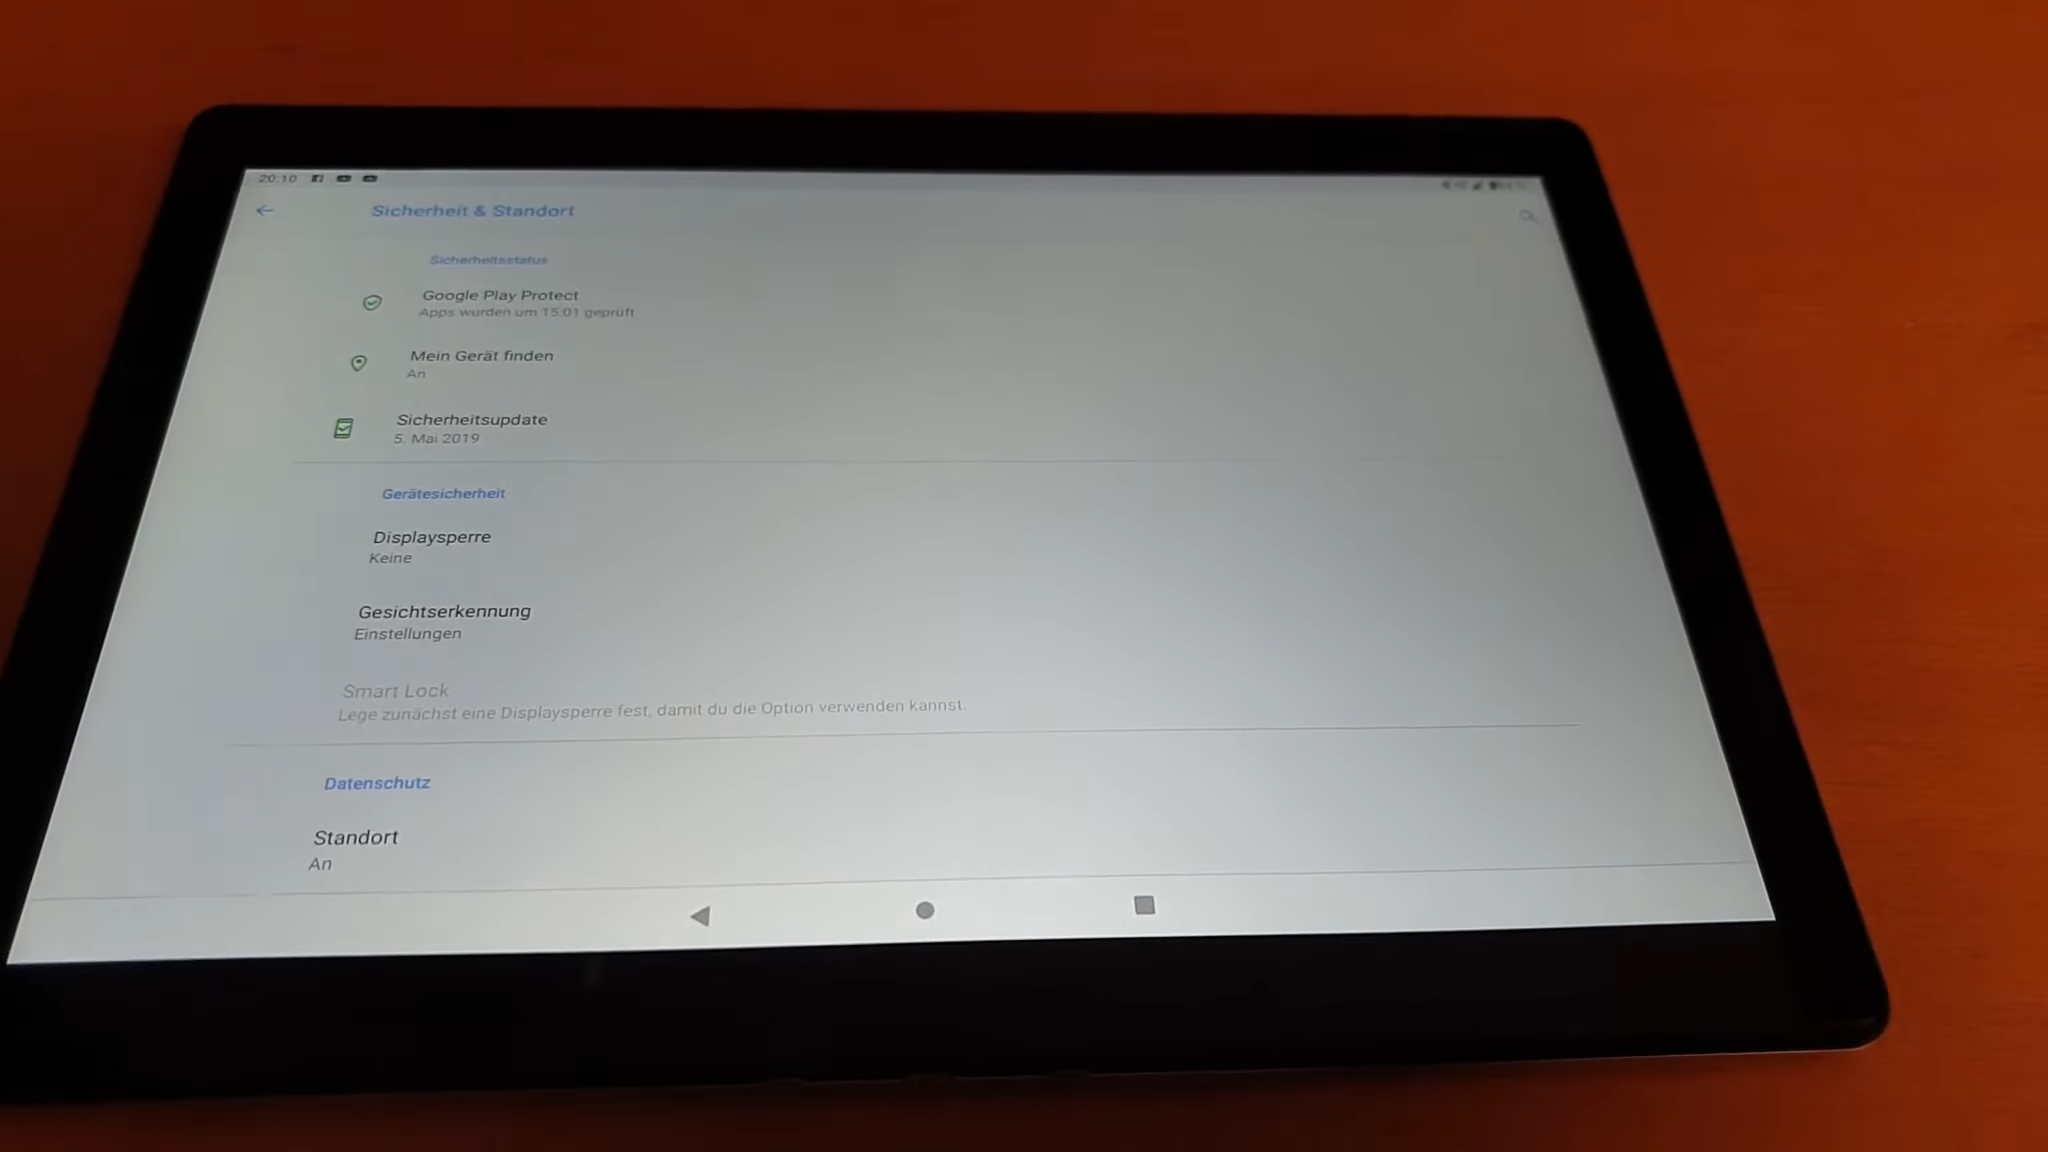 20:10
Sicherheit & Standort
Sicherheitsstatus
Google Play Protect
Apps wurden um 15:01 geprüft
Mein Gerät finden
An
Sicherheitsupdate
5. Mai 2019
Gerätesicherheit
Displaysperre
Keine
Gesichtserkennung
Einstellungen
Smart Lock
Lege zunächst eine Displaysperre fest, damit du die Option verwenden kannst.
Datenschutz
Standort
An